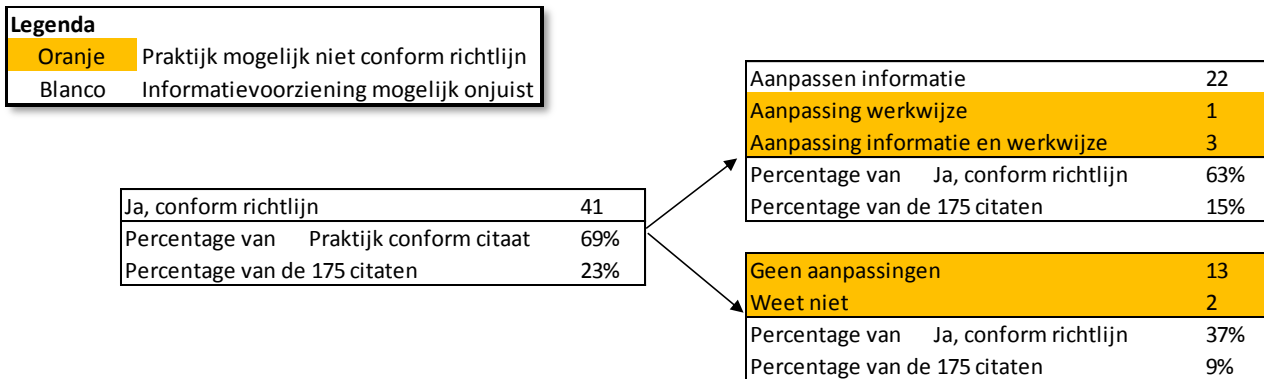 Legenda
Oranje Praktijk mogelijk niet conform richtlijn
Blanco Informatievoorziening mogelijk onjuist
Ja, conform richtlijn 41
Percentage van Praktijk conform citaat 69%
Percentage van de 175 citaten 23%
Aanpassen informatie 22
Aanpassing werkwijze 1
Aanpassing informatie en werkwijze 3
Percentage van Ja, conform richtlijn 63%
Percentage van de 175 citaten 15%
Geen aanpassingen 13
Weet niet 2
Percentage van Ja, conform richtlijn 37%
Percentage van de 175 citaten 9%